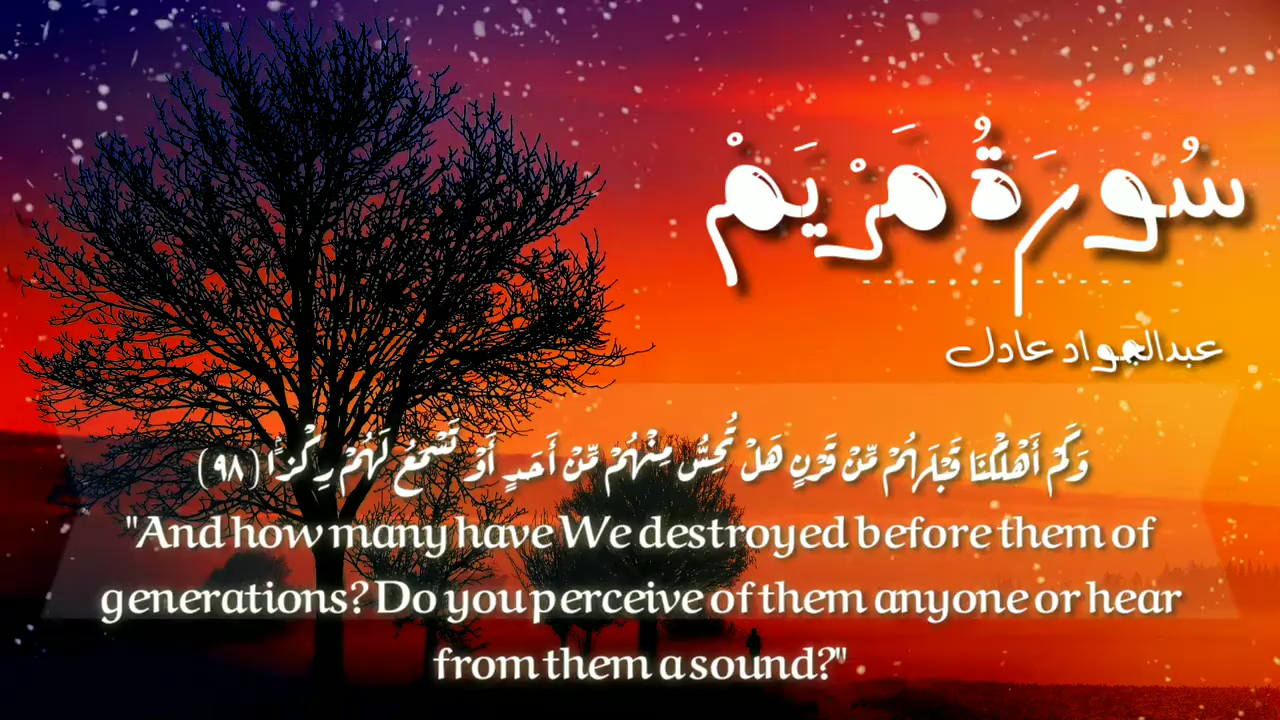 سُورَةُ مَرْيَمْ
عبدالجواد عادل
وَكَمْ أَهْلَكْنَا قَبْلَهُمْ مِّنْ قَرْنٍ هَلْ تُحِسُّ مِنْهُمْ مِّنْ أَحَدٍ أَوْ تَسْمَعُ لَهُمْ رِكْزًا (٩٨)
"And how many have We destroyed before them of
generations? Do you perceive of them anyone or hear
from them a sound?"